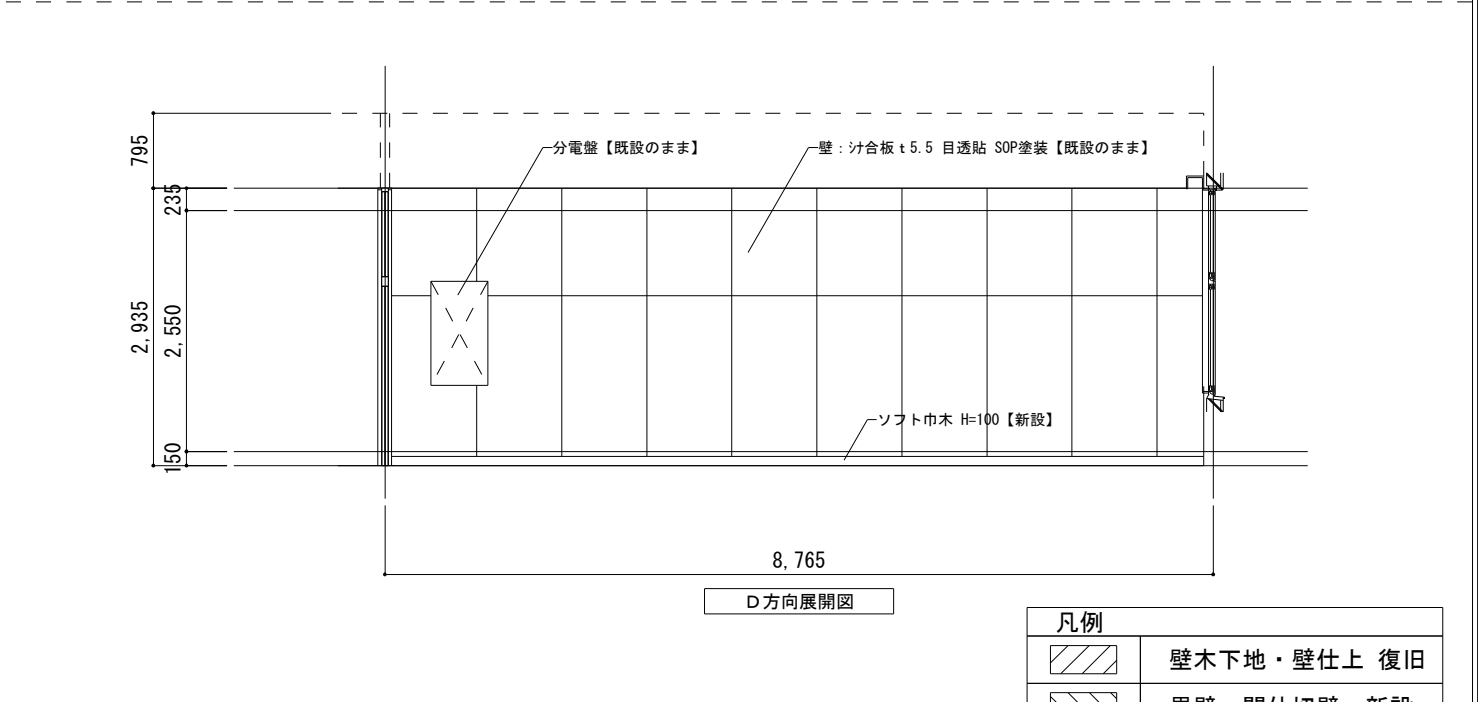 795
235
2,935
2,550
150
分電盤【既設のまま】
壁：ｼﾅ合板 t 5.5 目透貼 SOP塗装【既設のまま】
ソフト巾木 H=100【新設】
8,765
Ｄ方向展開図
凡例
壁木下地・壁仕上 復旧